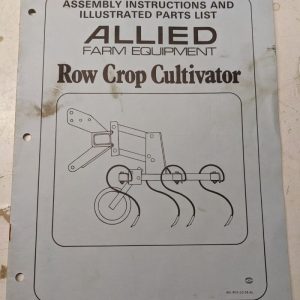 ASSEMBLY INSTRUCTIONS AND
ILLUSTRATED PARTS LIST
ALLIED
FARM EQUIPMENT
Row Crop Cultivator